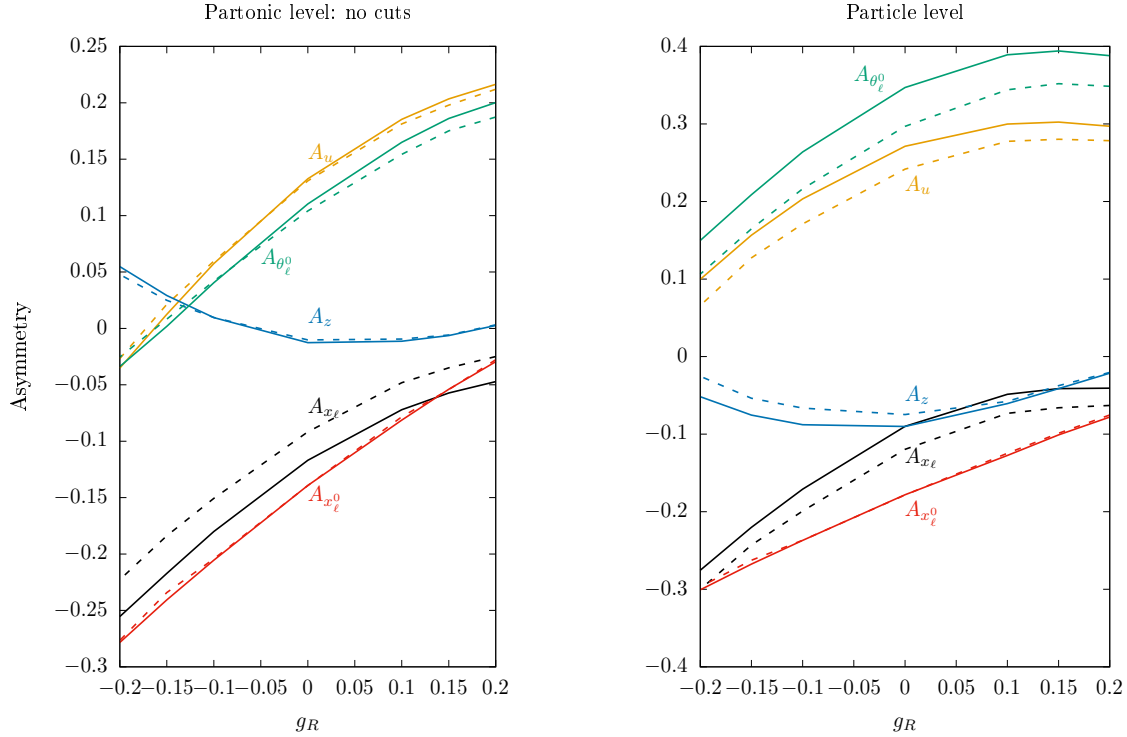 Partonic level: no cuts
0.25
0.2
0.15
0.1
0.05
0
−0.05
−0.1
−0.15
−0.2
−0.25
−0.3
Asymmetry
A_u
A_{θ_ℓ^0}
A_z
A_{x_ℓ}
A_{x_ℓ^0}
−0.2 −0.15 −0.1 −0.05 0 0.05 0.1 0.15 0.2
g_R
Particle level
0.4
0.3
0.2
0.1
0
−0.1
−0.2
−0.3
−0.4
A_{θ_ℓ^0}
A_u
A_z
A_{x_ℓ}
A_{x_ℓ^0}
−0.2 −0.15 −0.1 −0.05 0 0.05 0.1 0.15 0.2
g_R